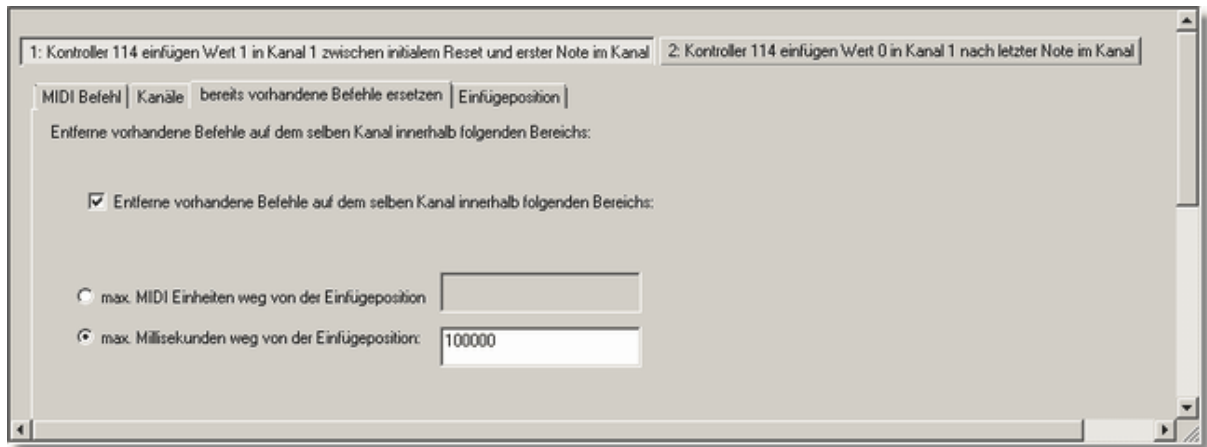 1: Kontroller 114 einfügen Wert 1 in Kanal 1 zwischen initialem Reset und erster Note im Kanal 2: Kontroller 114 einfügen Wert 0 in Kanal 1 nach letzter Note im Kanal
MIDI Befehl Kanäle bereits vorhandene Befehle ersetzen Einfügeposition
Entferne vorhandene Befehle auf dem selben Kanal innerhalb folgenden Bereichs:
Entferne vorhandene Befehle auf dem selben Kanal innerhalb folgenden Bereichs:
max. MIDI Einheiten weg von der Einfügeposition
max. Millisekunden weg von der Einfügeposition: 100000